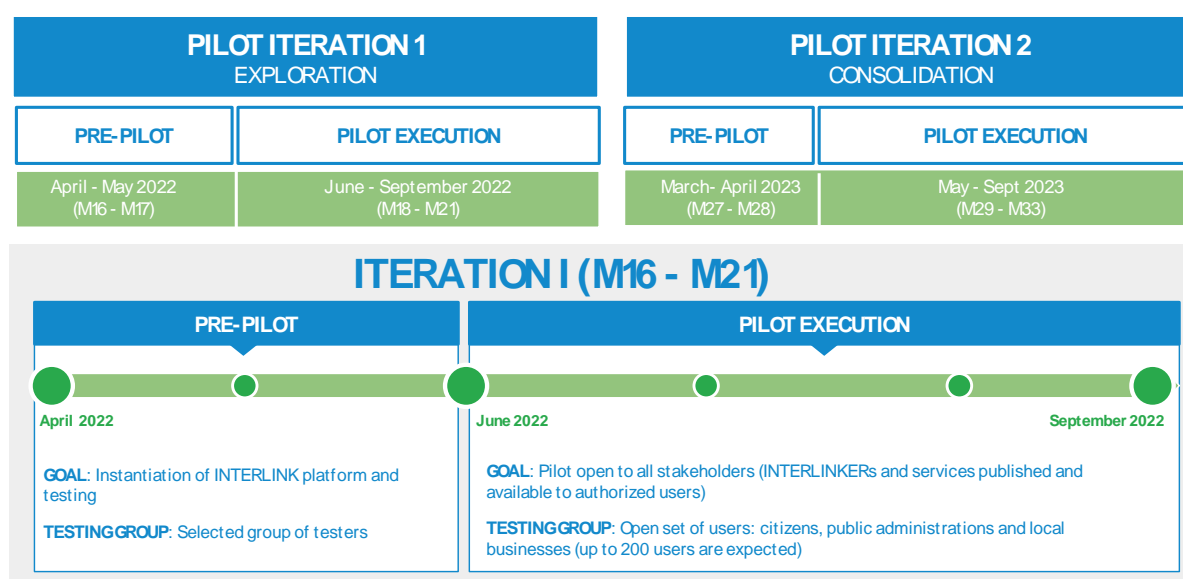 PILOT ITERATION 1
EXPLORATION
PILOT ITERATION 2
CONSOLIDATION
PRE-PILOT
PILOT EXECUTION
PRE-PILOT
PILOT EXECUTION
April - May 2022
(M16 - M17)
June - September 2022
(M18 - M21)
March- April 2023
(M27 - M28)
May - Sept 2023
(M29 - M33)
ITERATION I (M16 - M21)
PRE-PILOT
PILOT EXECUTION
April 2022
June 2022
September 2022
GOAL: Instantiation of INTERLINK platform and
testing
TESTING GROUP: Selected group of testers
GOAL: Pilot open to all stakeholders (INTERLINKERs and services published and
available to authorized users)
TESTING GROUP: Open set of users: citizens, public administrations and local
businesses (up to 200 users are expected)